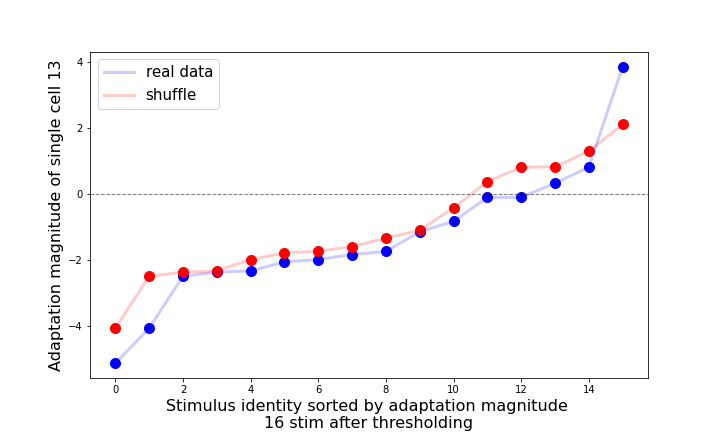 real data
shuffle
4
2
0
−2
−4
Adaptation magnitude of single cell 13
0 2 4 6 8 10 12 14
Stimulus identity sorted by adaptation magnitude
16 stim after thresholding